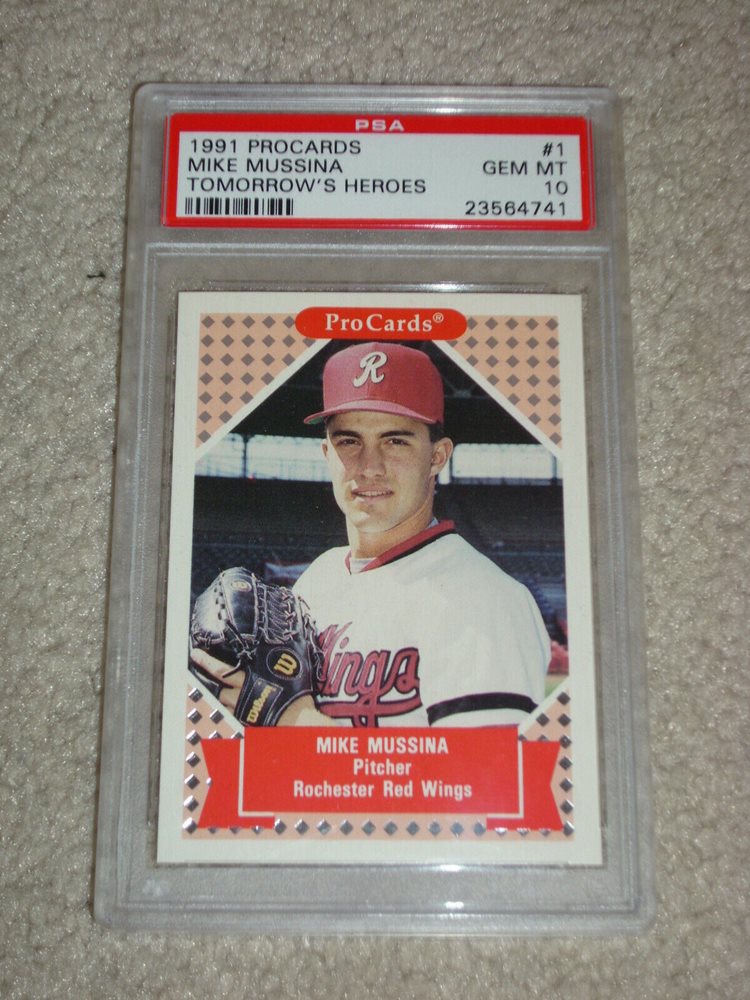 PSA
1991 PROCARDS #1
MIKE MUSSINA GEM MT
TOMORROW'S HEROES 10
23564741
ProCards®
R
Wings
W
Wilson
MIKE MUSSINA
Pitcher
Rochester Red Wings